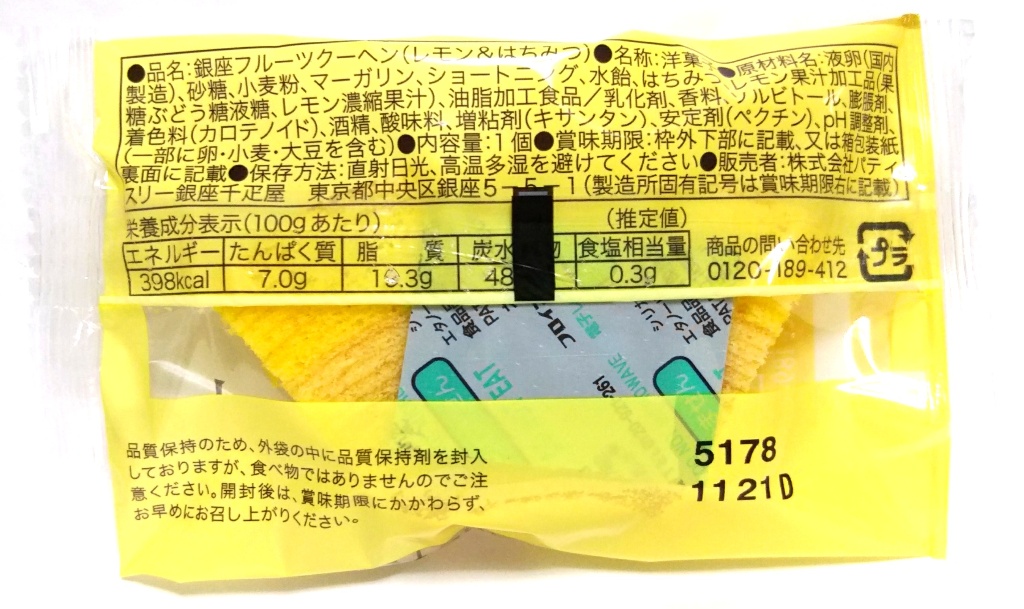 ●品名:銀座フルーツクーヘン(レモン&はちみつ)●名称:洋菓 ●原材料名:液卵(国内
製造)、砂糖、小麦粉、マーガリン、ショートニング、水飴、はちみつ レモン果汁加工品(果
糖ぶどう糖液糖、レモン濃縮果汁)、油脂加工食品/乳化剤、香料、ソルビトール、膨脹剤、
着色料(カロテノイド)、酒精、酸味料、増粘剤(キサンタン)、安定剤(ペクチン)、pH調整剤、
(一部に卵・小麦・大豆を含む)●内容量:1個●賞味期限:枠外下部に記載、又は箱包装紙
裏面に記載●保存方法:直射日光、高温多湿を避けてください●販売者:株式会社パティ
スリー銀座千疋屋 東京都中央区銀座5-5-1(製造所固有記号は賞味期限右に記載)
栄養成分表示(100gあたり) (推定値)
エネルギー たんぱく質 脂 質 炭水 物 食塩相当量
398kcal 7.0g 1 .3g 48 0.3g
商品の問い合わせ先
0120-189-412
プラ
品質保持のため、外袋の中に品質保持剤を封入
しておりますが、食べ物ではありませんのでご注
意ください。開封後は、賞味期限にかかわらず、
お早めにお召し上がりください。
5178
1121D